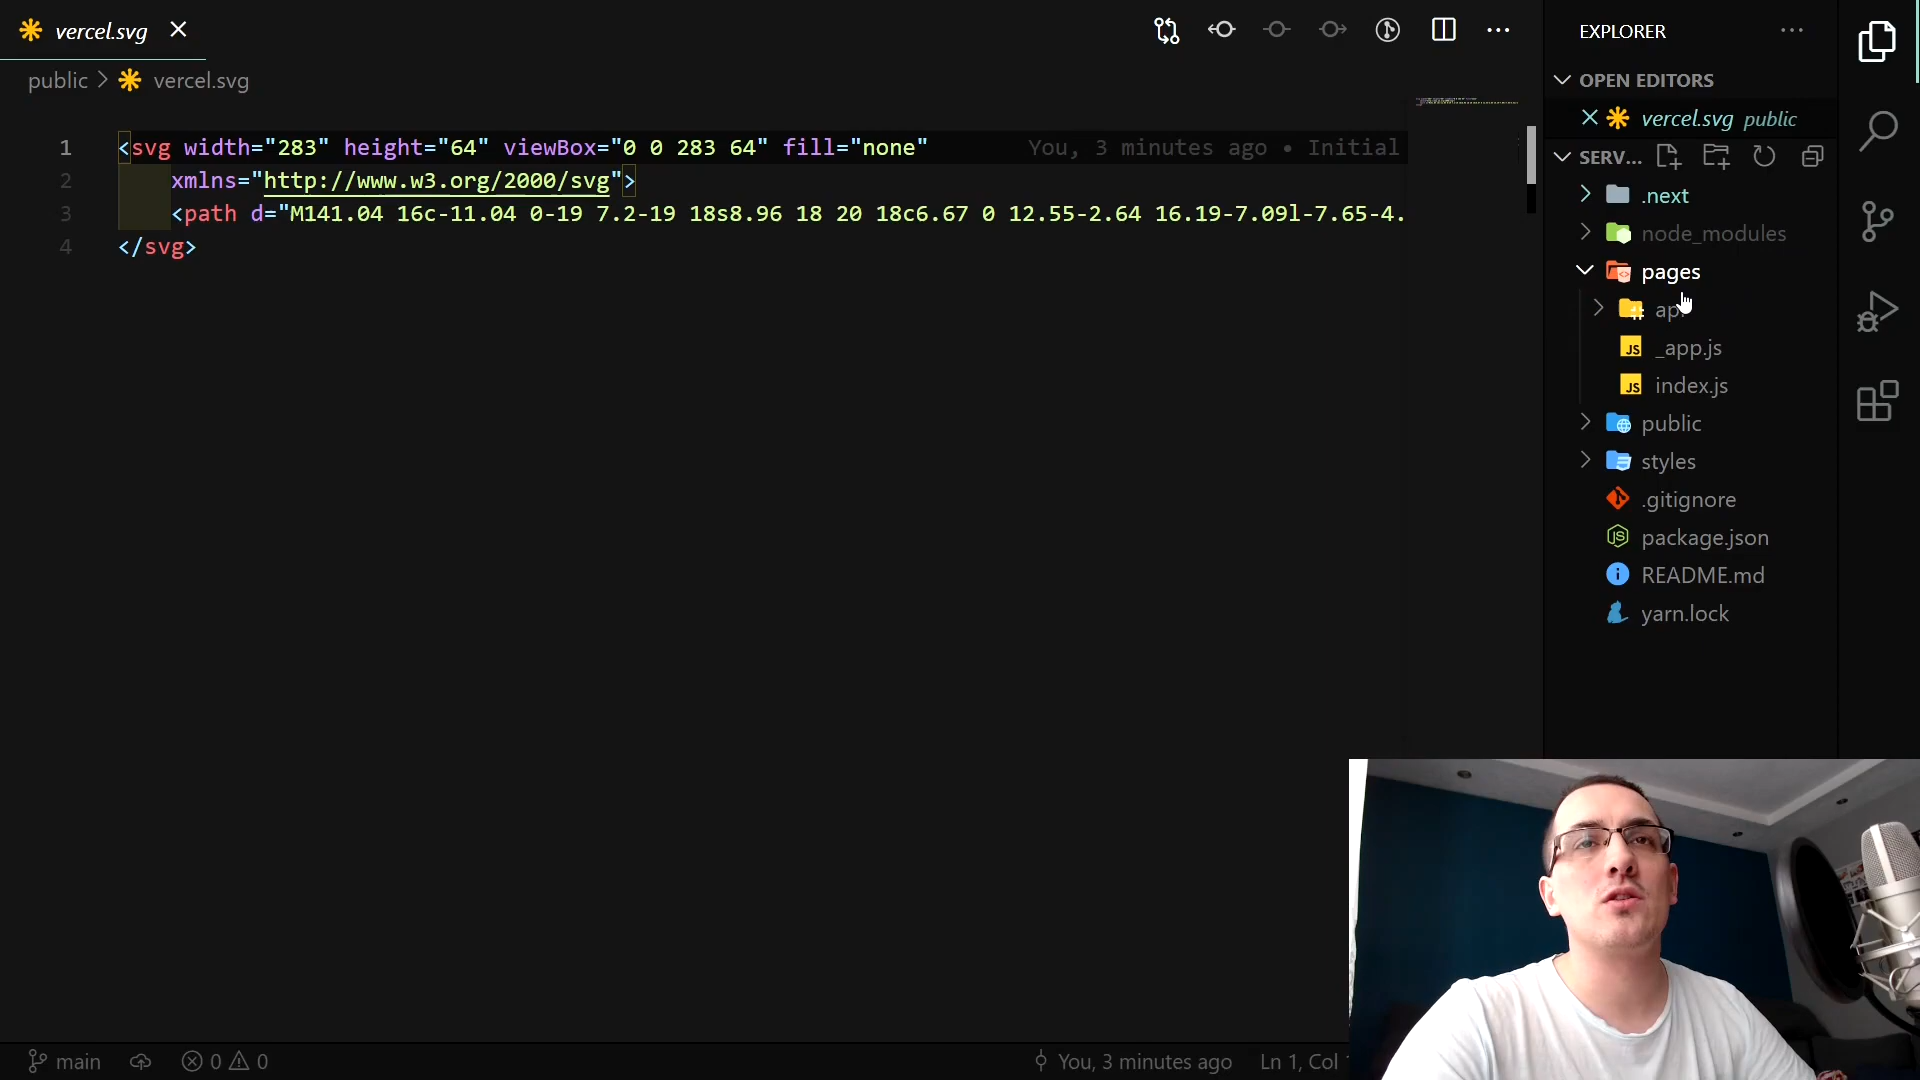 vercel.svg
public > vercel.svg
1 <svg width="283" height="64" viewBox="0 0 283 64" fill="none" You, 3 minutes ago • Initial
2 xmlns="http://www.w3.org/2000/svg">
3 <path d="M141.04 16c-11.04 0-19 7.2-19 18s8.96 18 20 18c6.67 0 12.55-2.64 16.19-7.09l-7.65-4.
4 </svg>
EXPLORER
OPEN EDITORS
vercel.svg public
SERV...
.next
node_modules
pages
_app.js
JS
index.js
JS
public
styles
.gitignore
package.json
README.md
yarn.lock
main 0 0 You, 3 minutes ago Ln 1, Col